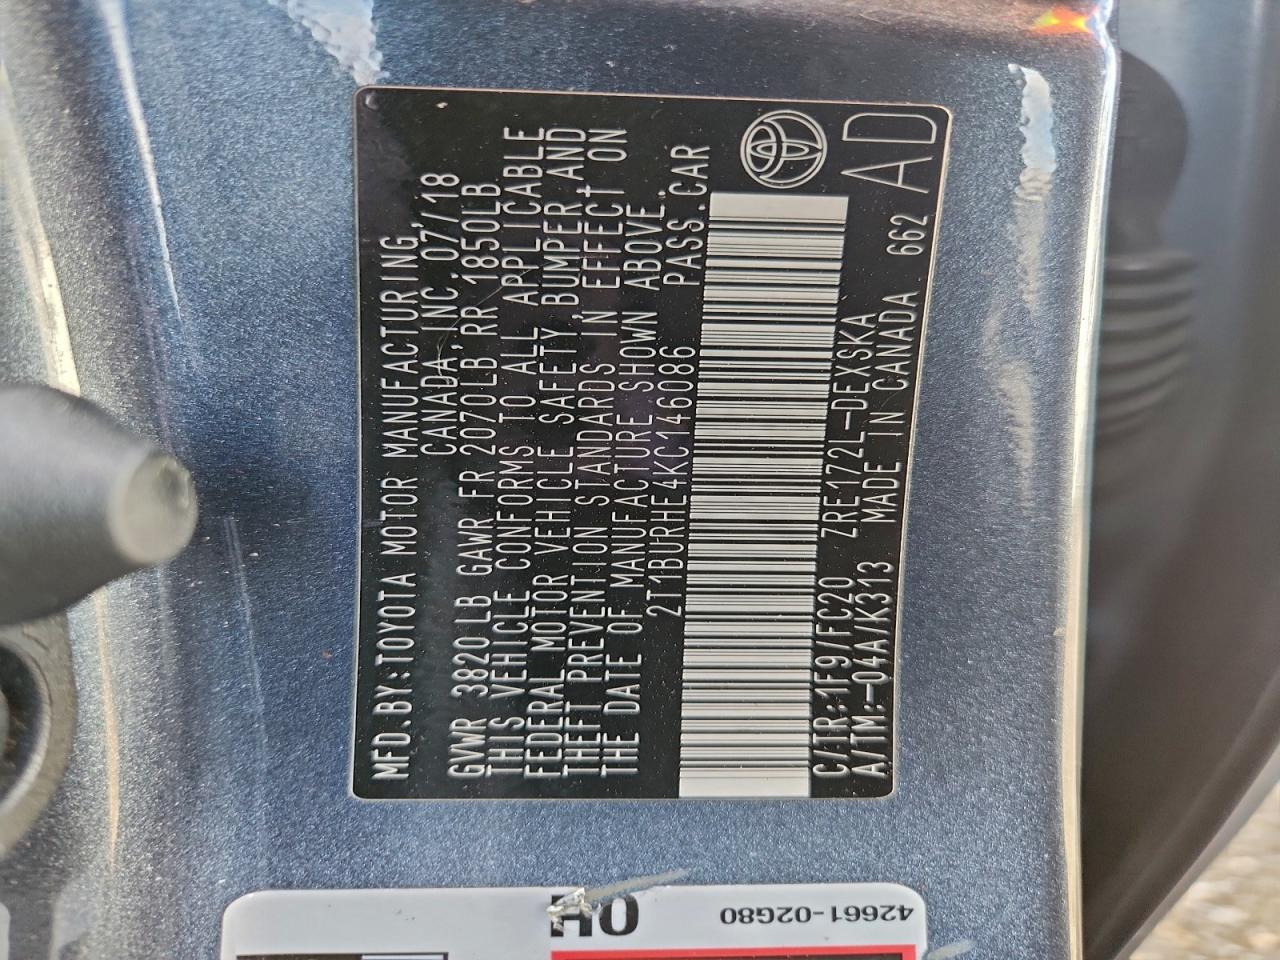 MFD.BY:TOYOTA MOTOR MANUFACTURING,
CANADA,INC.07/18
GVWR 3820LB GAWR FR 2070LB RR 1850LB
THIS VEHICLE CONFORMS TO ALL APPLICABLE
FEDERAL MOTOR VEHICLE SAFETY,BUMPER,AND
THEFT PREVENTION STANDARDS IN EFFECT ON
THE DATE OF MANUFACTURE SHOWN ABOVE.
2T1BURHE4KC146086 PASS.CAR
C/TR:1F9/FC20 ZRE172L-DEXSKA
A/TM:-04A/K313 MADE IN CANADA 662 AD
42661-02G80
0H